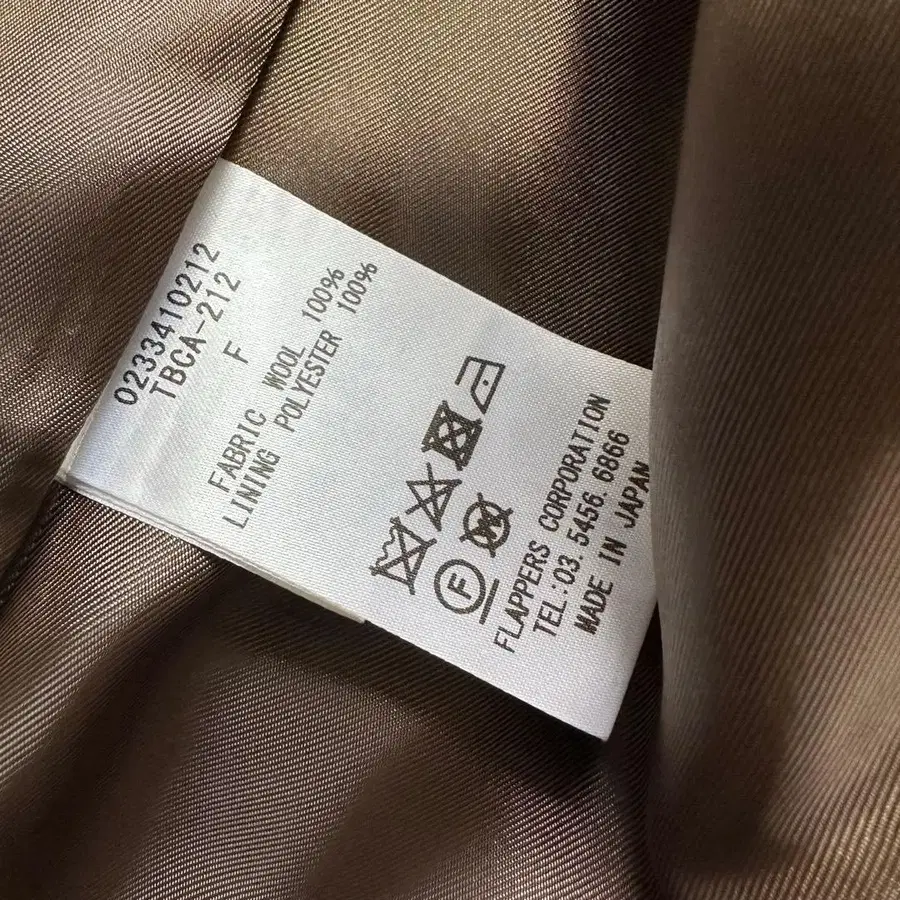 0233410212
TBCA-212
F
FABRIC WOOL 100%
LINING POLYESTER 100%
F W
FLAPPERS CORPORATION
TEL:03.5456.6866
MADE IN JAPAN